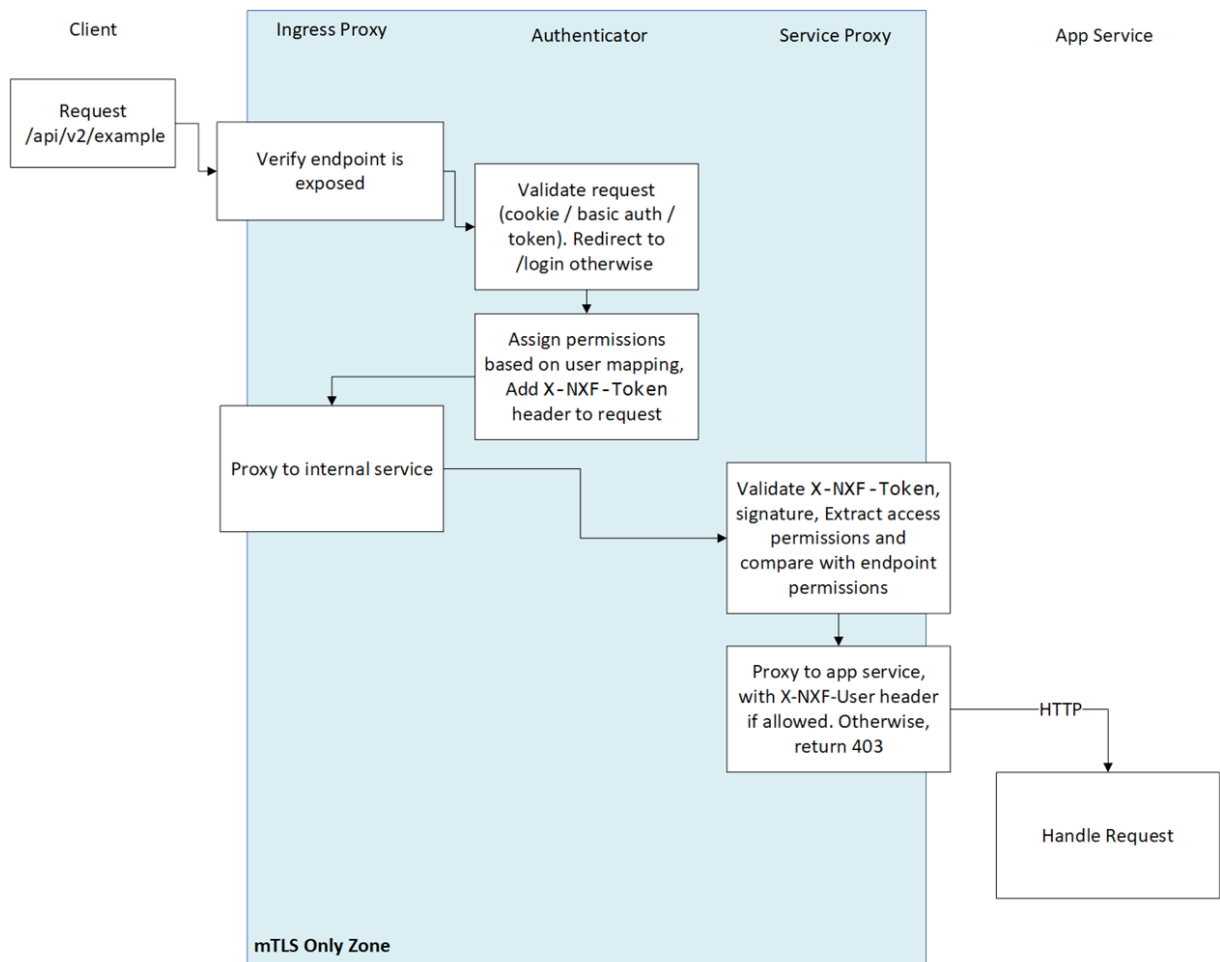 Client
Ingress Proxy
Authenticator
Service Proxy
App Service
Request
/api/v2/example
Verify endpoint is
exposed
Validate request
(cookie / basic auth /
token). Redirect to
/login otherwise
Assign permissions
based on user mapping,
Add X-NXF-Token
header to request
Proxy to internal service
Validate X-NXF-Token,
signature, Extract access
permissions and
compare with endpoint
permissions
Proxy to app service,
with X-NXF-User header
if allowed. Otherwise,
return 403
HTTP
Handle Request
mTLS Only Zone